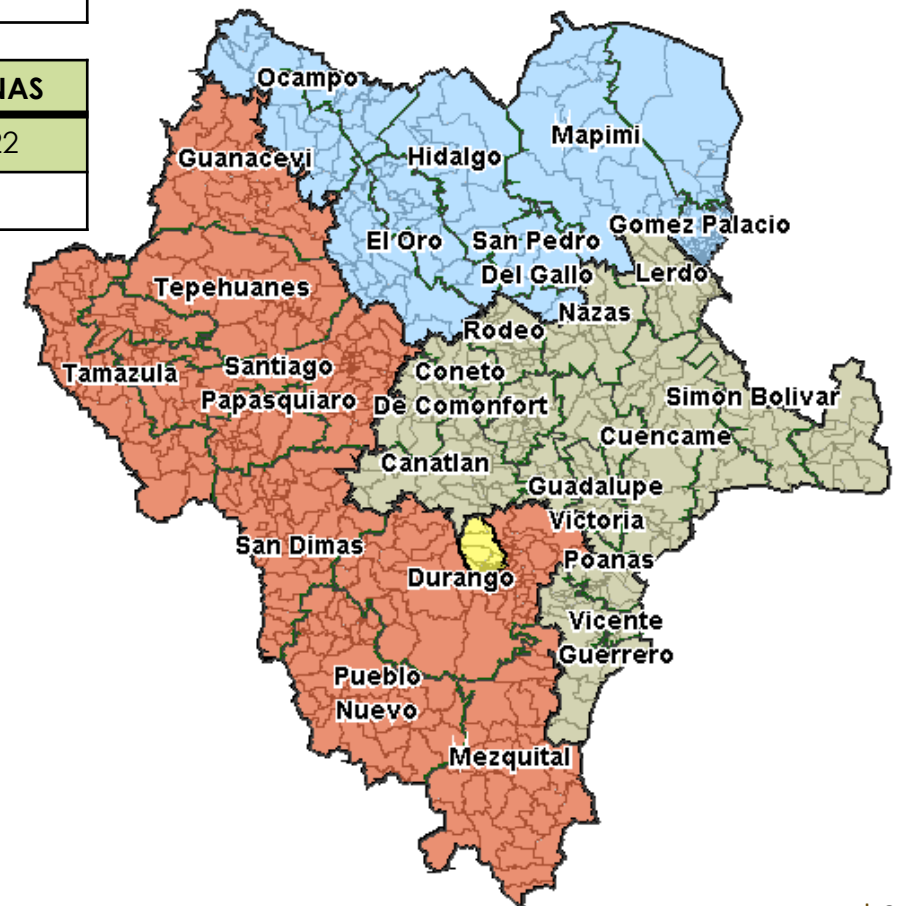 NAS
22
Ocampo
Guanacevi
Hidalgo
Mapimi
El Oro
San Pedro
Del Gallo
Gomez Palacio
Lerdo
Tepehuanes
Nazas
Rodeo
Tamazula
Santiago
Papasquiaro
Coneto
De Comonfort
Simon Bolivar
Cuencame
Canatlan
Guadalupe
Victoria
San Dimas
Durango
Poanas
Vicente
Guerrero
Pueblo
Nuevo
Mezquital